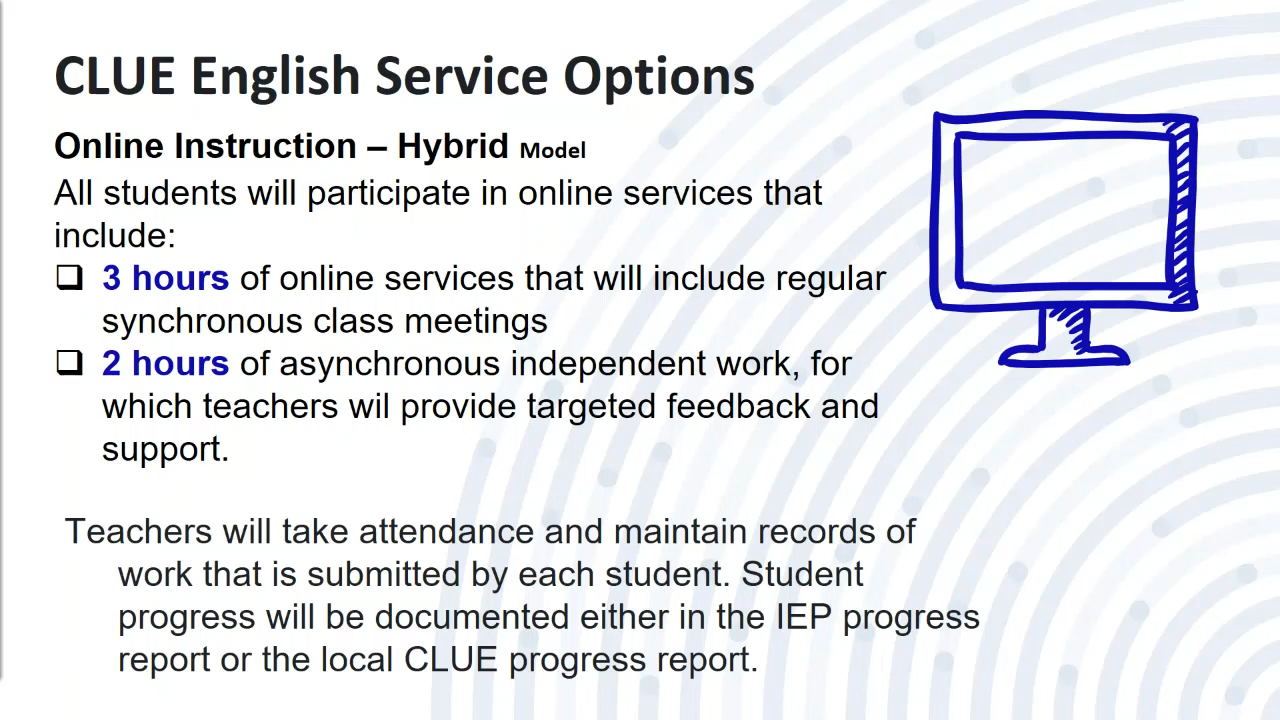 CLUE English Service Options
Online Instruction – Hybrid Model
All students will participate in online services that
include:
❑ 3 hours of online services that will include regular
synchronous class meetings
❑ 2 hours of asynchronous independent work, for
which teachers wil provide targeted feedback and
support.
Teachers will take attendance and maintain records of
work that is submitted by each student. Student
progress will be documented either in the IEP progress
report or the local CLUE progress report.